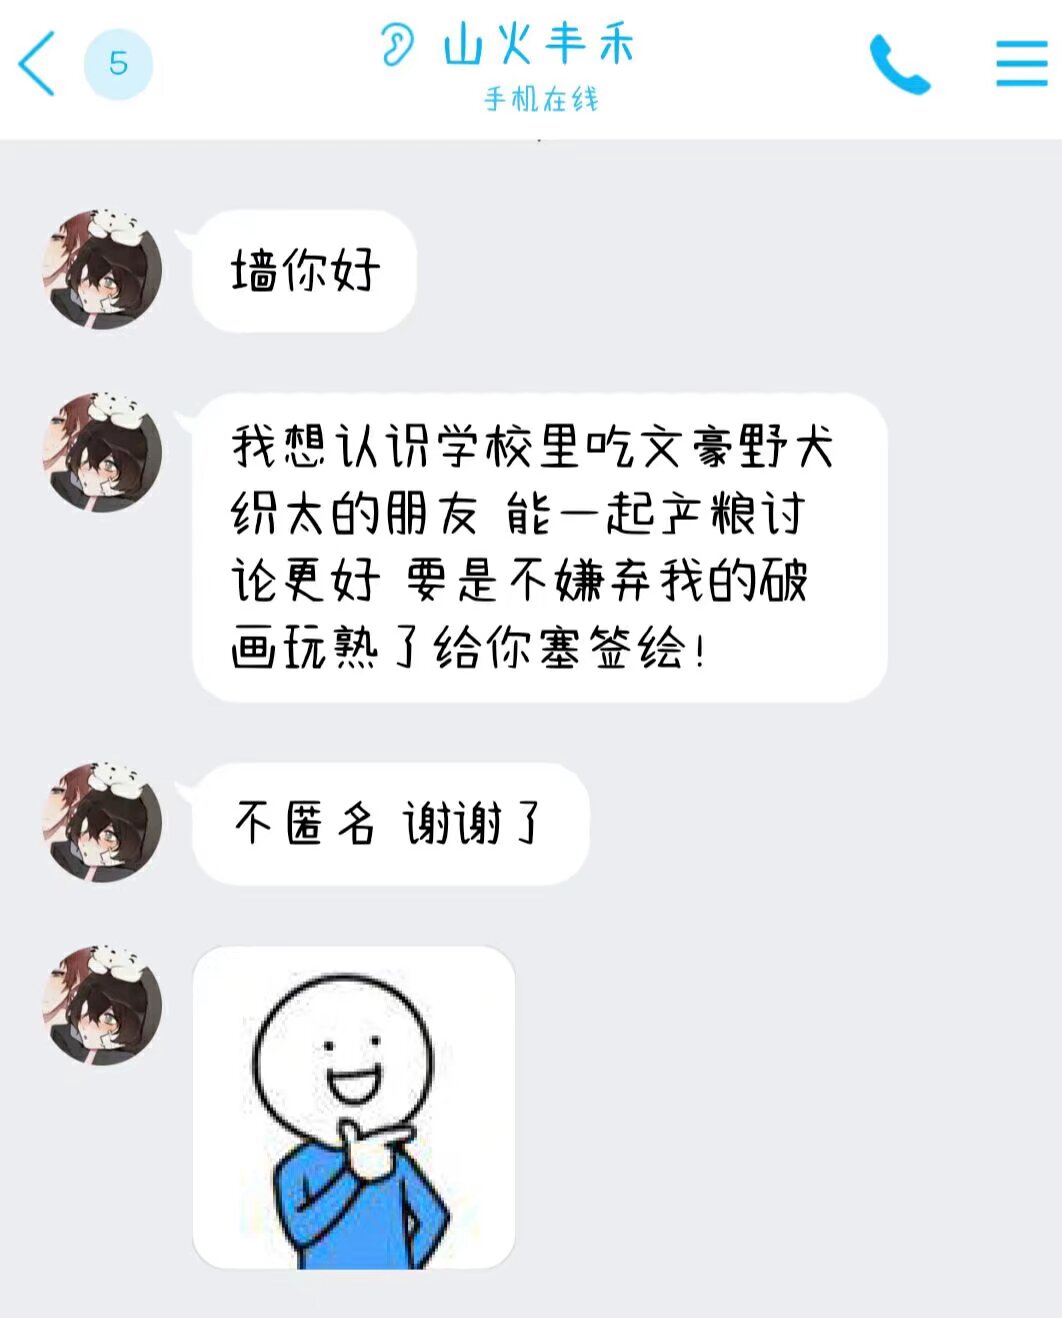 5
山火丰禾
手机在线
墙你好
我想认识学校里吃文豪野犬
织太的朋友 能一起产粮讨
论更好 要是不嫌弃我的破
画玩熟了给你塞签绘!
不匿名 谢谢了